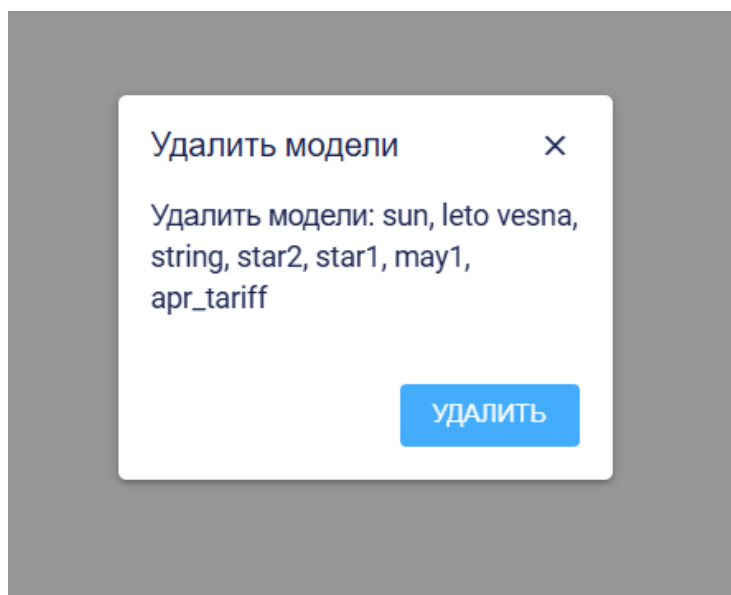 Удалить модели
Удалить модели: sun, leto vesna,
string, star2, star1, may1,
apr_tariff
УДАЛИТЬ